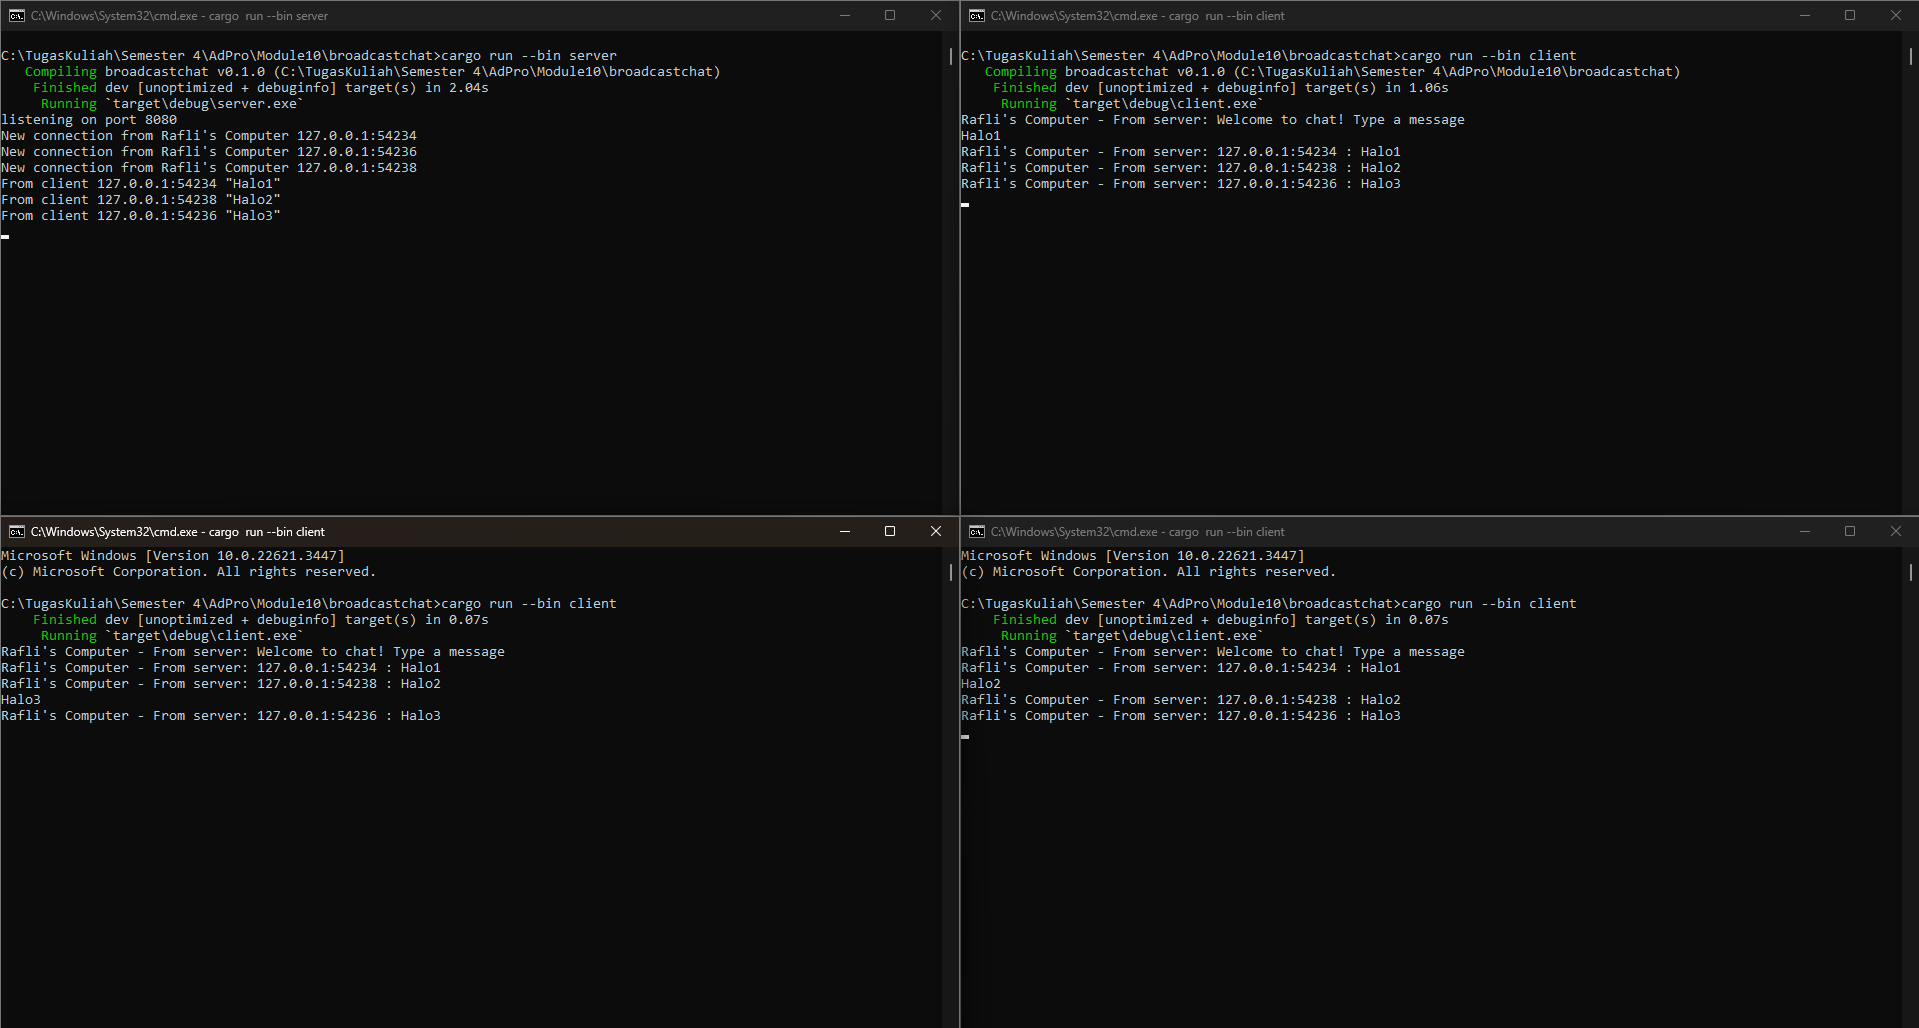 C:\Windows\System32\cmd.exe - cargo  run --bin server
C:\TugasKuliah\Semester 4\AdPro\Module10\broadcastchat>cargo run --bin server
   Compiling broadcastchat v0.1.0 (C:\TugasKuliah\Semester 4\AdPro\Module10\broadcastchat)
    Finished dev [unoptimized + debuginfo] target(s) in 2.04s
     Running `target\debug\server.exe`
listening on port 8080
New connection from Rafli's Computer 127.0.0.1:54234
New connection from Rafli's Computer 127.0.0.1:54236
New connection from Rafli's Computer 127.0.0.1:54238
From client 127.0.0.1:54234 "Halo1"
From client 127.0.0.1:54238 "Halo2"
From client 127.0.0.1:54236 "Halo3"
C:\Windows\System32\cmd.exe - cargo  run --bin client
C:\TugasKuliah\Semester 4\AdPro\Module10\broadcastchat>cargo run --bin client
   Compiling broadcastchat v0.1.0 (C:\TugasKuliah\Semester 4\AdPro\Module10\broadcastchat)
    Finished dev [unoptimized + debuginfo] target(s) in 1.06s
     Running `target\debug\client.exe`
Rafli's Computer - From server: Welcome to chat! Type a message
Halo1
Rafli's Computer - From server: 127.0.0.1:54234 : Halo1
Rafli's Computer - From server: 127.0.0.1:54238 : Halo2
Rafli's Computer - From server: 127.0.0.1:54236 : Halo3
C:\Windows\System32\cmd.exe - cargo  run --bin client
Microsoft Windows [Version 10.0.22621.3447]
(c) Microsoft Corporation. All rights reserved.
C:\TugasKuliah\Semester 4\AdPro\Module10\broadcastchat>cargo run --bin client
    Finished dev [unoptimized + debuginfo] target(s) in 0.07s
     Running `target\debug\client.exe`
Rafli's Computer - From server: Welcome to chat! Type a message
Rafli's Computer - From server: 127.0.0.1:54234 : Halo1
Rafli's Computer - From server: 127.0.0.1:54238 : Halo2
Halo3
Rafli's Computer - From server: 127.0.0.1:54236 : Halo3
C:\Windows\System32\cmd.exe - cargo  run --bin client
Microsoft Windows [Version 10.0.22621.3447]
(c) Microsoft Corporation. All rights reserved.
C:\TugasKuliah\Semester 4\AdPro\Module10\broadcastchat>cargo run --bin client
    Finished dev [unoptimized + debuginfo] target(s) in 0.07s
     Running `target\debug\client.exe`
Rafli's Computer - From server: Welcome to chat! Type a message
Rafli's Computer - From server: 127.0.0.1:54234 : Halo1
Halo2
Rafli's Computer - From server: 127.0.0.1:54238 : Halo2
Rafli's Computer - From server: 127.0.0.1:54236 : Halo3